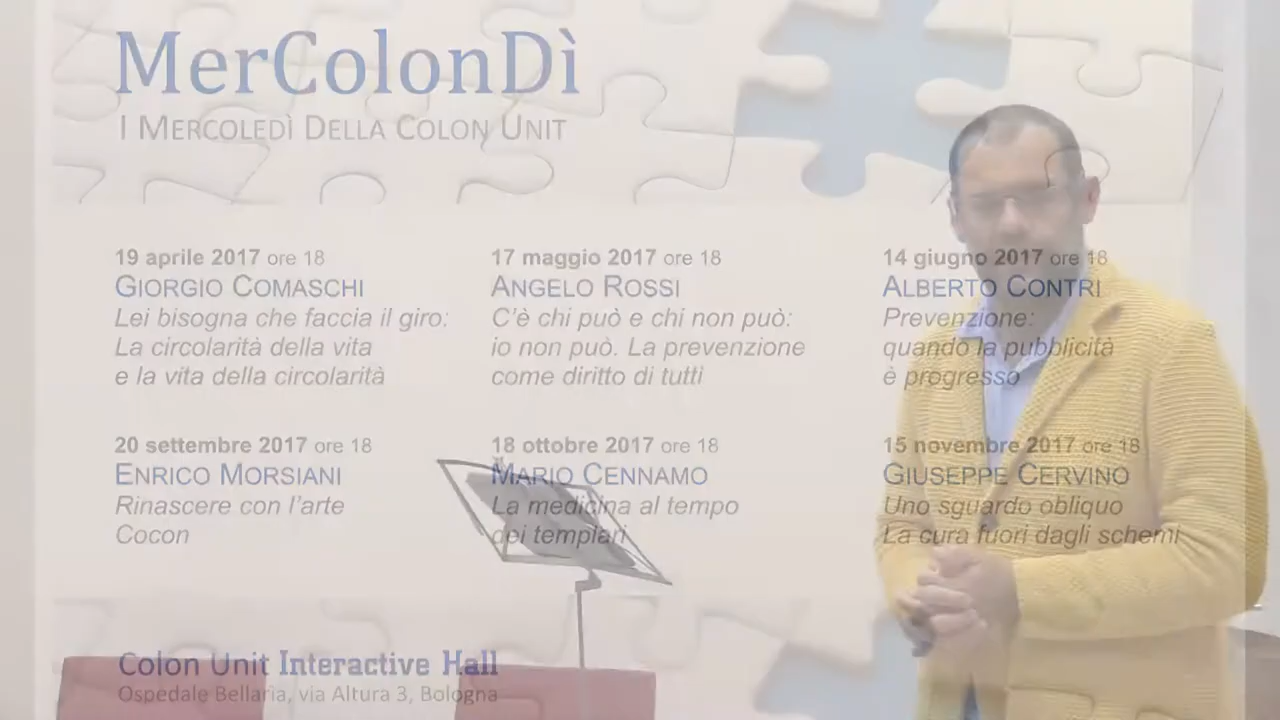 MerColonDì
I MERCOLEDÌ DELLA COLON UNIT
19 aprile 2017 ore 18
GIORGIO COMASCHI
Lei bisogna che faccia il giro:
La circolarità della vita
e la vita della circolarità
17 maggio 2017 ore 18
ANGELO ROSSI
C'è chi può e chi non può:
io non può. La prevenzione
come diritto di tutti
14 giugno 2017 ore 18
ALBERTO CONTRI
Prevenzione:
quando la pubblicità
è progresso
20 settembre 2017 ore 18
ENRICO MORSIANI
Rinascere con l'arte
Cocon
18 ottobre 2017 ore 18
MARIO CENNAMO
La medicina al tempo
dei templari
15 novembre 2017 ore 18
GIUSEPPE CERVINO
Uno sguardo obliquo
La cura fuori dagli schemi
Colon Unit Interactive Hall
Ospedale Bellaria, via Altura 3, Bologna